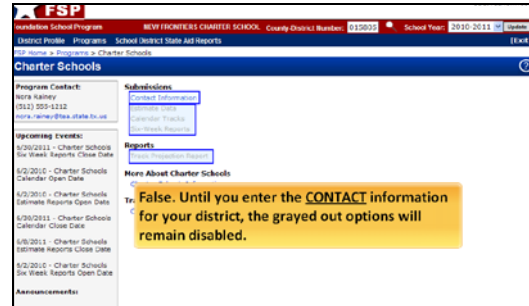 FSP
Foundation School Program
NEW FRONTIERS CHARTER SCHOOL
County-District Number: 015805
School Year: 2010-2011
Update
District Profile Programs School District State Aid Reports
[Exit
FSP Home > Programs > Charter Schools
Charter Schools
Program Contact:
Nora Rainey
(512) 555-1212
nora.rainey@tea.state.tx.us
Upcoming Events:
6/30/2011 - Charter Schools
Six Week Reports Close Date
6/2/2010 - Charter Schools
Calendar Open Date
6/2/2010 - Charter Schools
Estimate Reports Open Date
6/30/2011 - Charter Schools
Calendar Close Date
6/8/2011 - Charter Schools
Estimate Reports Close Date
6/2/2010 - Charter Schools
Six Week Reports Open Date
Announcements:
Submissions
Contact Information
Estimate Data
Calendar Tracks
Six-Week Reports
Reports
Track Projection Report
More About Charter Schools
False. Until you enter the CONTACT information
for your district, the grayed out options will
remain disabled.